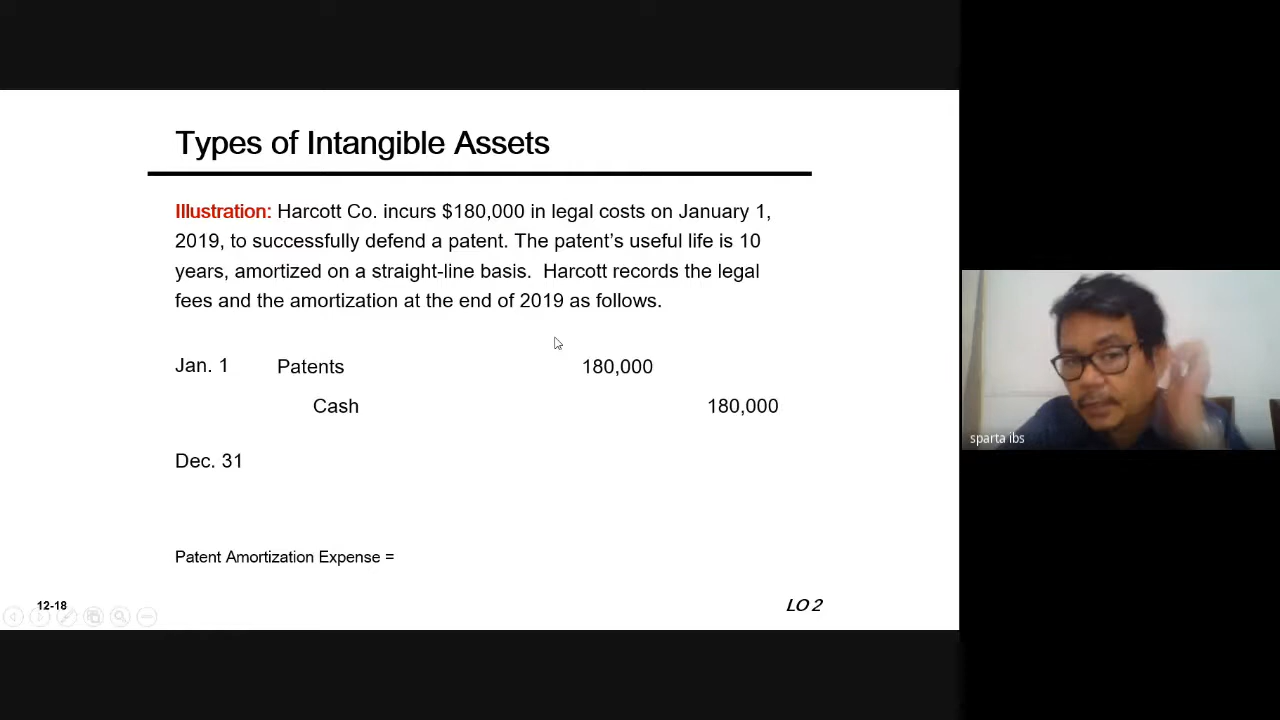 Types of Intangible Assets
Illustration: Harcott Co. incurs $180,000 in legal costs on January 1,
2019, to successfully defend a patent. The patent's useful life is 10
years, amortized on a straight-line basis. Harcott records the legal
fees and the amortization at the end of 2019 as follows.
Jan. 1 Patents 180,000
Cash 180,000
Dec. 31
Patent Amortization Expense =
12-18 LO 2
sparta ibs